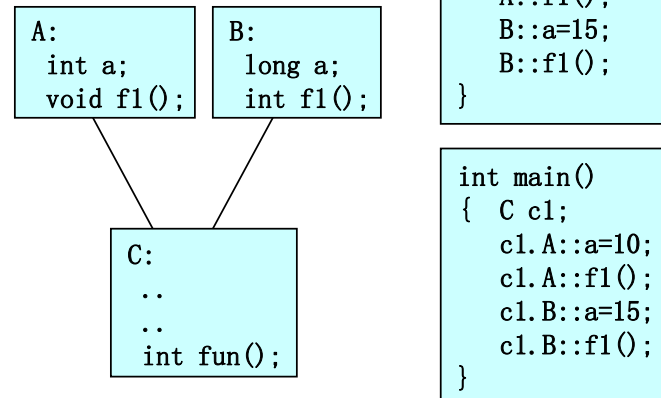 A:
int a;
void f1();
B:
long a;
int f1();
C:
..
..
int fun();
A::f1();
B::a=15;
B::f1();
}
int main()
{ C c1;
c1.A::a=10;
c1.A::f1();
c1.B::a=15;
c1.B::f1();
}